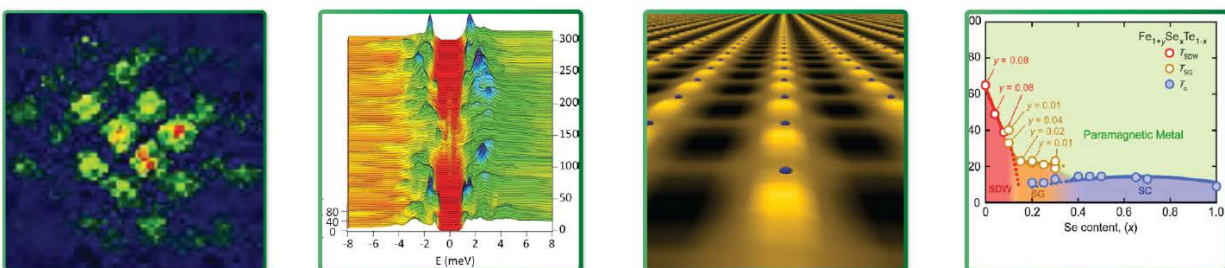 300
250
200
150
100
50
0
80
40
0
-8
-6
-4
-2
0
2
4
6
8
E (meV)
100
80
60
40
20
0
Fe1+ySexTe1-x
TSDW
TSG
Tc
y = 0.08
y = 0.08
y = 0.01
y = 0.04
y = 0.02
y = 0.01
Paramagnetic Metal
SDW
SG
SC
0
0.2
0.4
0.6
0.8
1.0
Se content, (x)